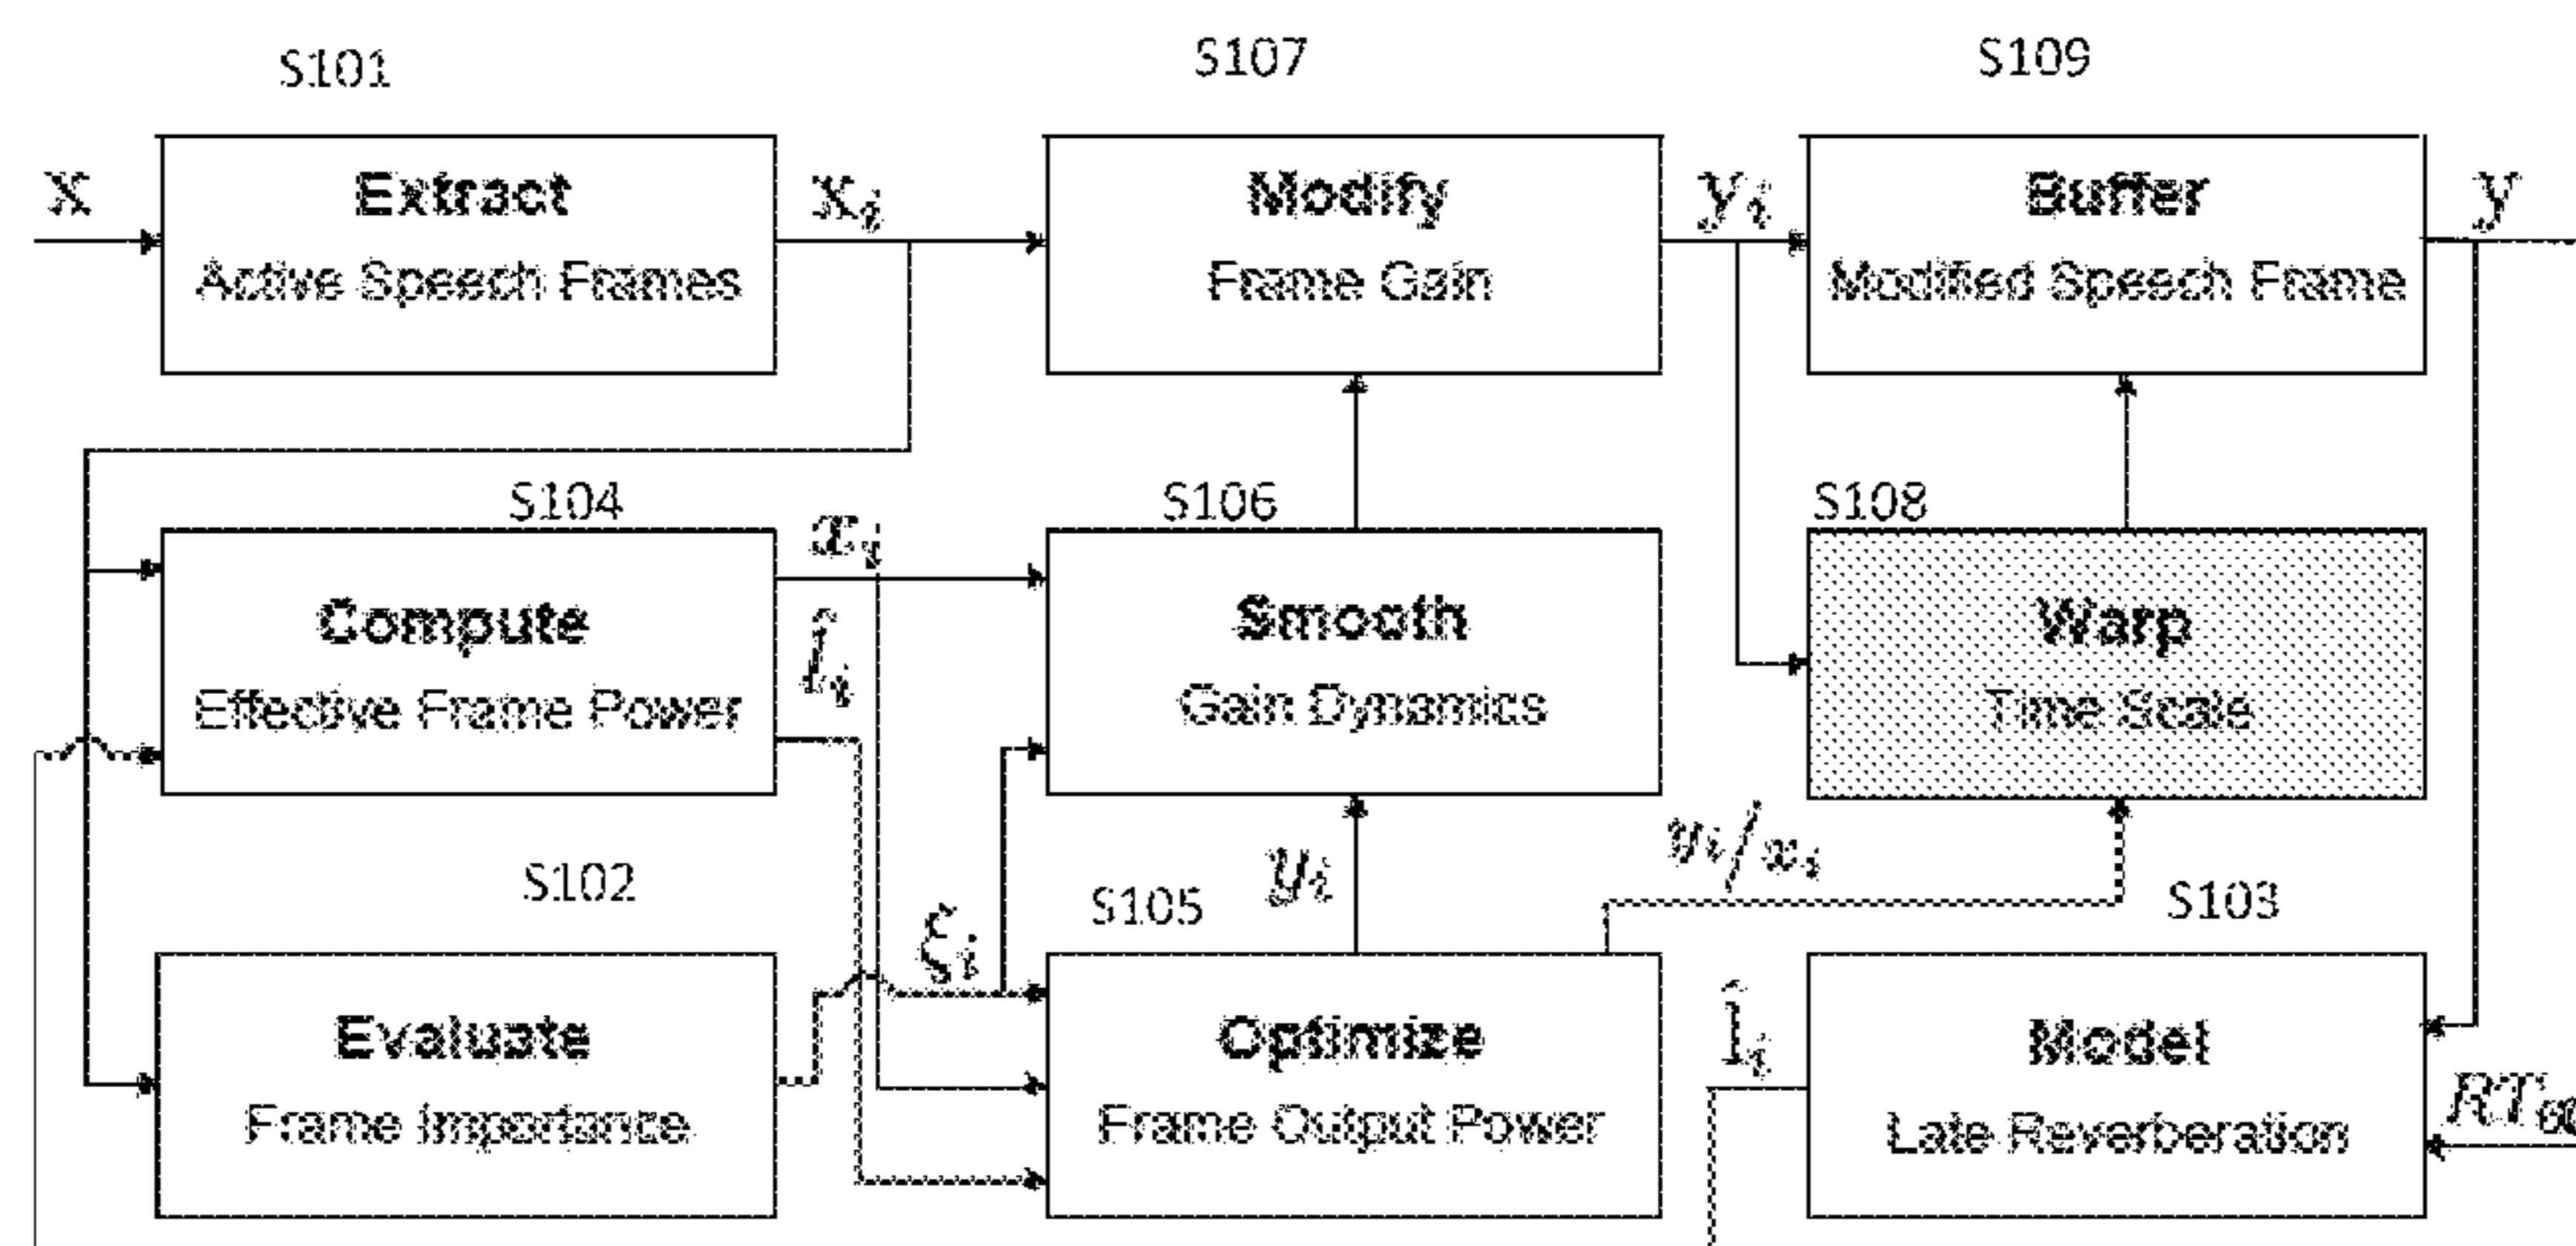 S101
S107
S109
x
Extract
Active Speech Frames
xᵢ
Modify
Frame Gain
yᵢ
Buffer
Modified Speech Frame
y
S104
S106
S108
Compute
Effective Frame Power
xᵢ
l̂ᵢ
Smooth
Gain Dynamics
Warp
Time Scale
S102
ξᵢ
S105
yᵢ
yᵢ/xᵢ
S103
Evaluate
Frame Importance
Optimize
Frame Output Power
l̂ᵢ
Model
Late Reverberation
RT₆₀